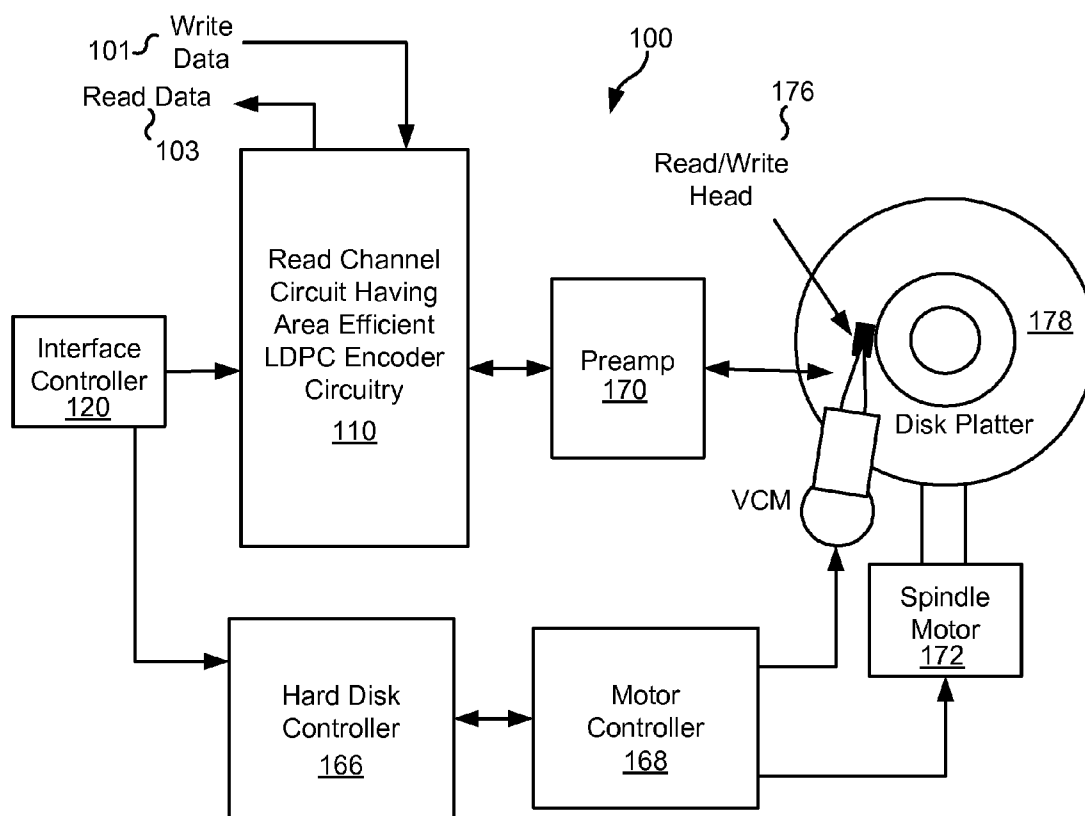 101
Write
Data
Read Data
103
100
176
Read/Write
Head
Read Channel
Circuit Having
Area Efficient
LDPC Encoder
Circuitry
110
Interface
Controller
120
Preamp
170
178
Disk Platter
VCM
Spindle
Motor
172
Hard Disk
Controller
166
Motor
Controller
168